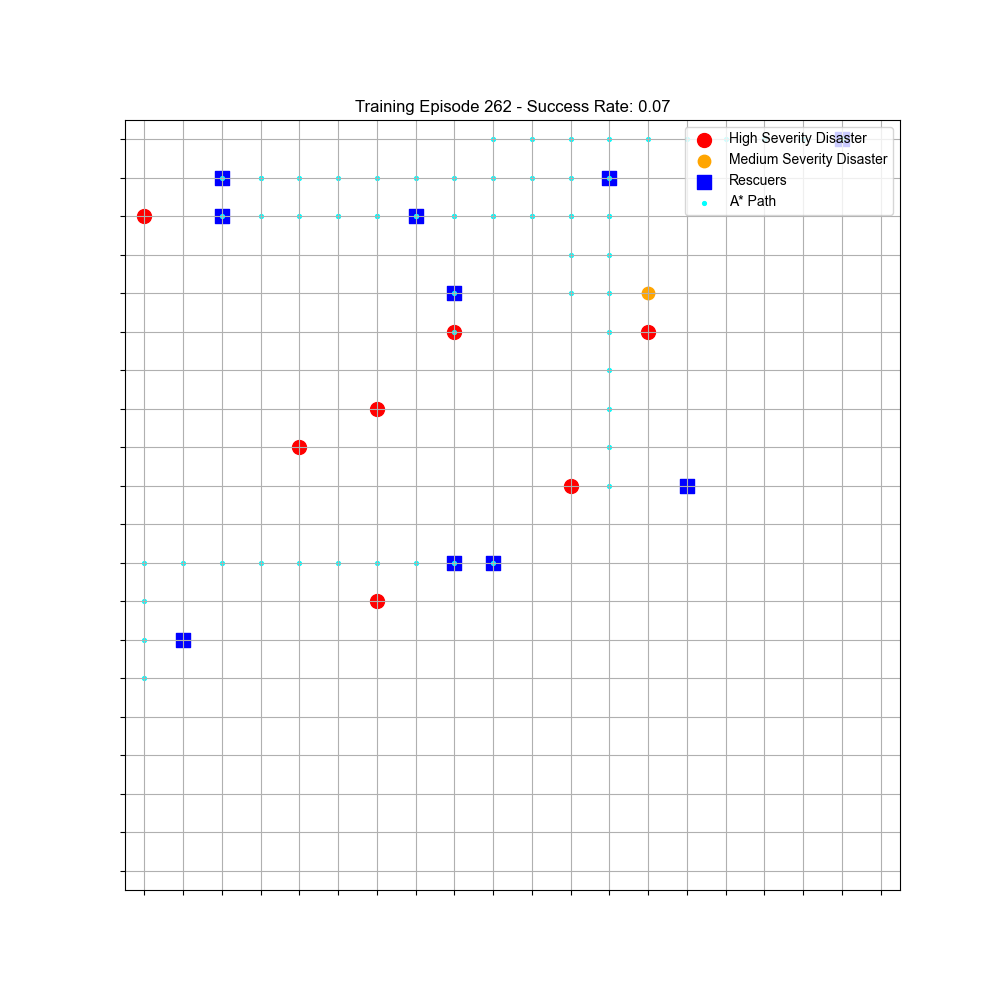 Training Episode 262 - Success Rate: 0.07
High Severity Disaster
Medium Severity Disaster
Rescuers
A* Path